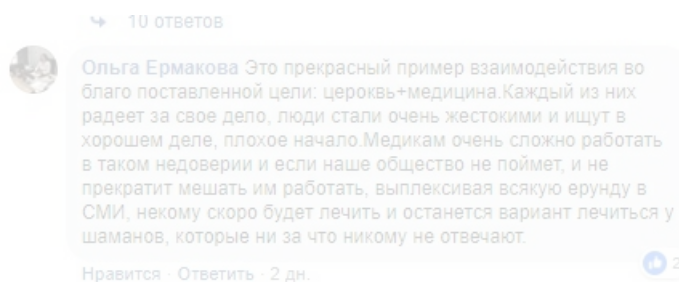 10 ответов
Ольга Ермакова Это прекрасный пример взаимодействия во
благо поставленной цели: цероквь+медицина.Каждый из них
радеет за свое дело, люди стали очень жестокими и ищут в
хорошем деле, плохое начало.Медикам очень сложно работать
в таком недоверии и если наше общество не поймет, и не
прекратит мешать им работать, выплексивая всякую ерунду в
СМИ, некому скоро будет лечить и останется вариант лечиться у
шаманов, которые ни за что никому не отвечают.
2
Нравится · Ответить · 2 дн.